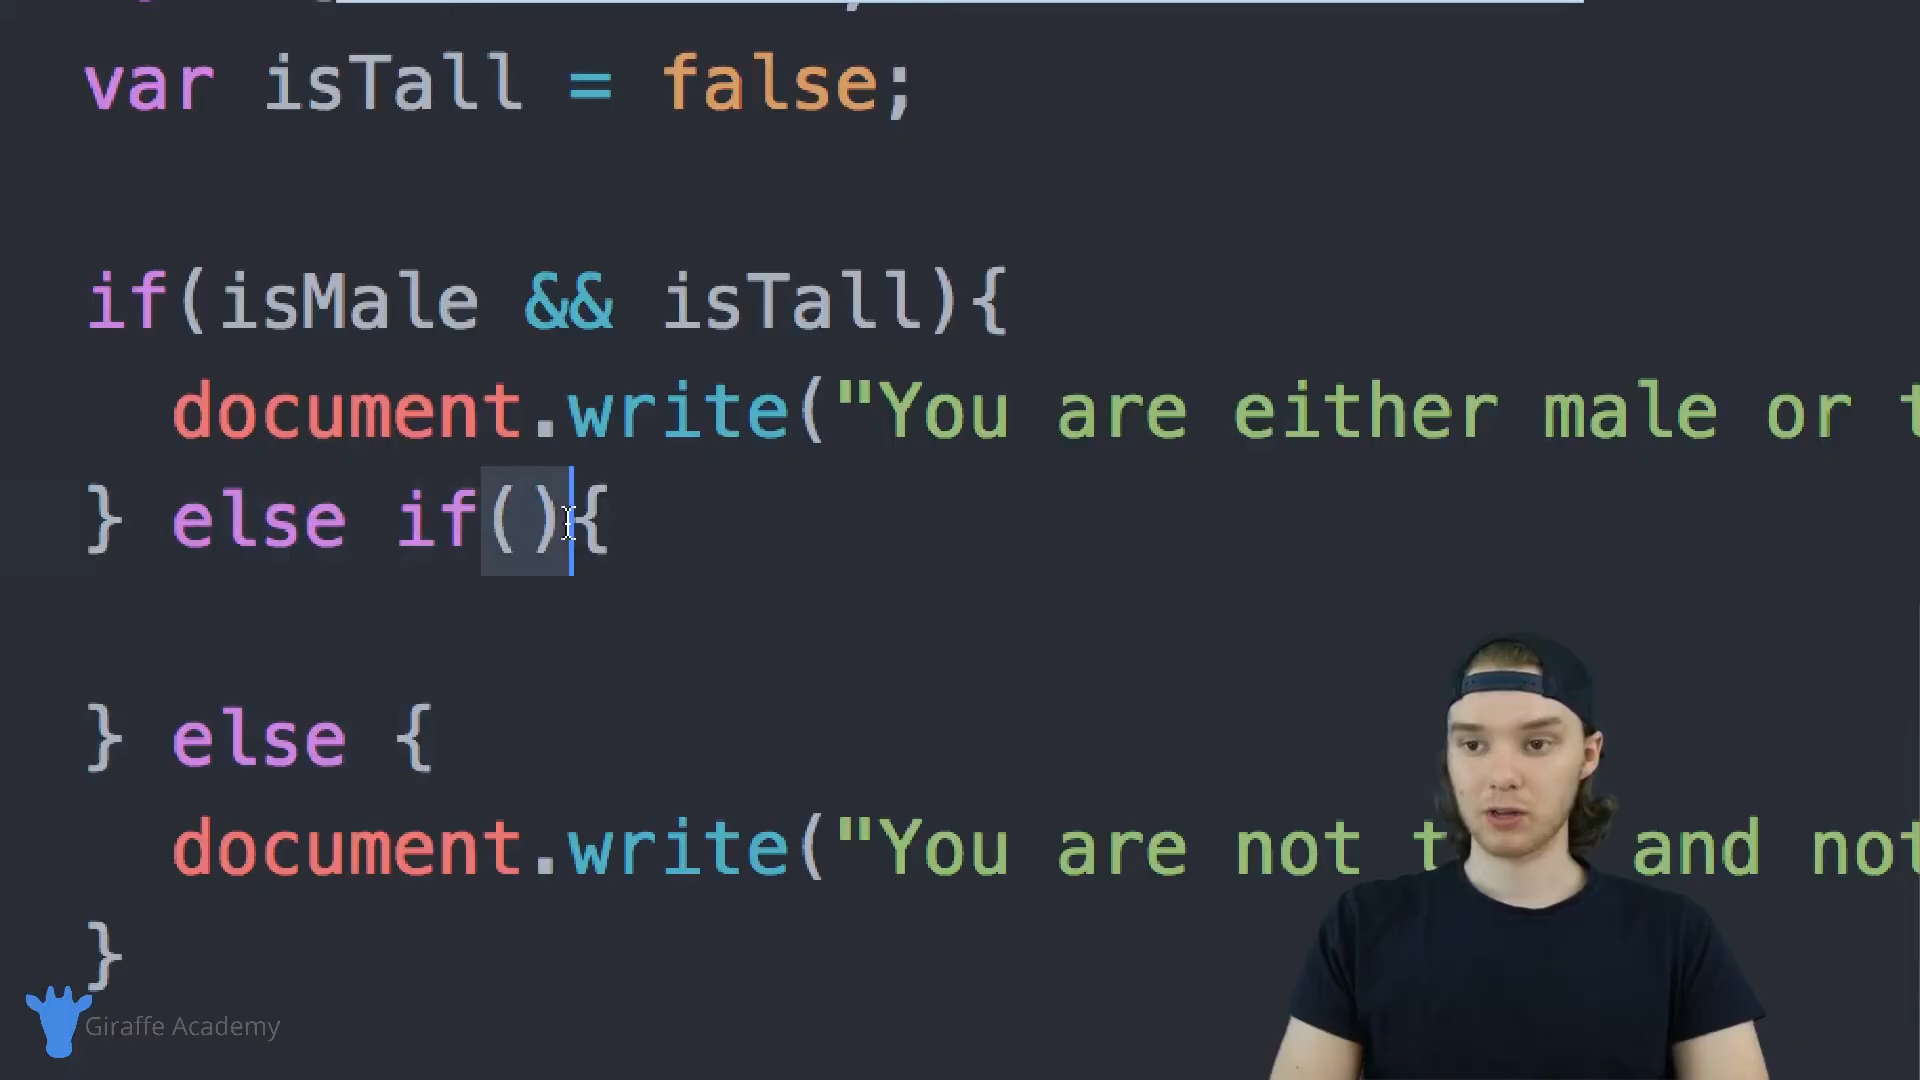 var isTall = false;
if(isMale && isTall){
document.write("You are either male or
} else if(){
} else {
document.write("You are not and
}
Giraffe Academy